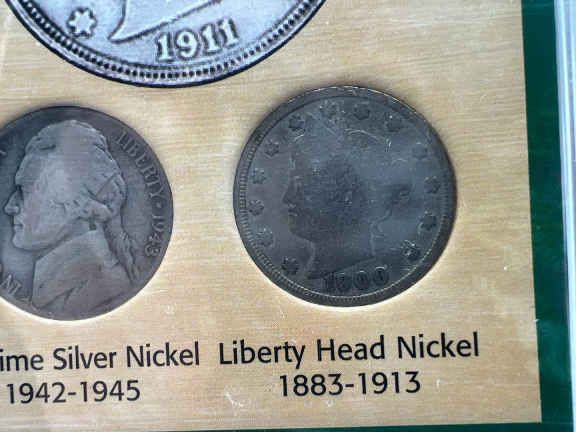 1911
LIBERTY · 1943
1900
ime Silver Nickel
1942-1945
Liberty Head Nickel
1883-1913